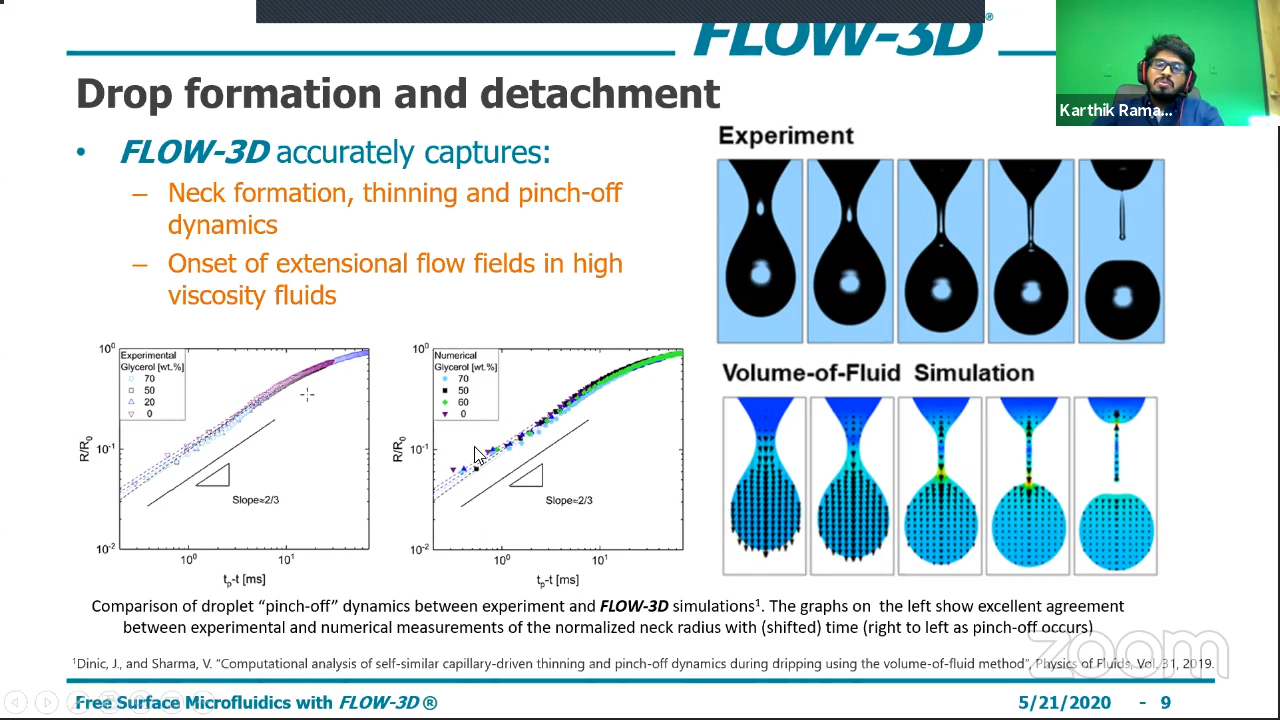 FLOW-3D®
Drop formation and detachment
Karthik Rama...
• FLOW-3D accurately captures:
– Neck formation, thinning and pinch-off
dynamics
– Onset of extensional flow fields in high
viscosity fluids
Experiment
Volume-of-Fluid Simulation
10⁰
10⁻¹
10⁻²
R/R₀
Experimental
Glycerol [wt.%]
70
50
20
0
Slope≈2/3
10⁰ 10¹
tₚ-t [ms]
10⁰
10⁻¹
10⁻²
R/R₀
Numerical
Glycerol [wt.%]
70
50
60
0
Slope≈2/3
10⁰ 10¹
tₚ-t [ms]
Comparison of droplet “pinch-off” dynamics between experiment and FLOW-3D simulations¹. The graphs on the left show excellent agreement
between experimental and numerical measurements of the normalized neck radius with (shifted) time (right to left as pinch-off occurs)
zoom
¹Dinic, J., and Sharma, V. “Computational analysis of self-similar capillary-driven thinning and pinch-off dynamics during dripping using the volume-of-fluid method”, Physics of Fluids, Vol. 31, 2019.
Free Surface Microfluidics with FLOW-3D ®
5/21/2020 - 9